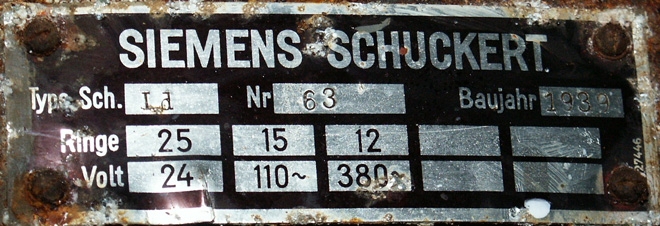 SIEMENS-SCHUCKERT.
Type Sch. Ld Nr 63 Baujahr 1939
Ringe 25 15 12
Volt 24 110~ 380~